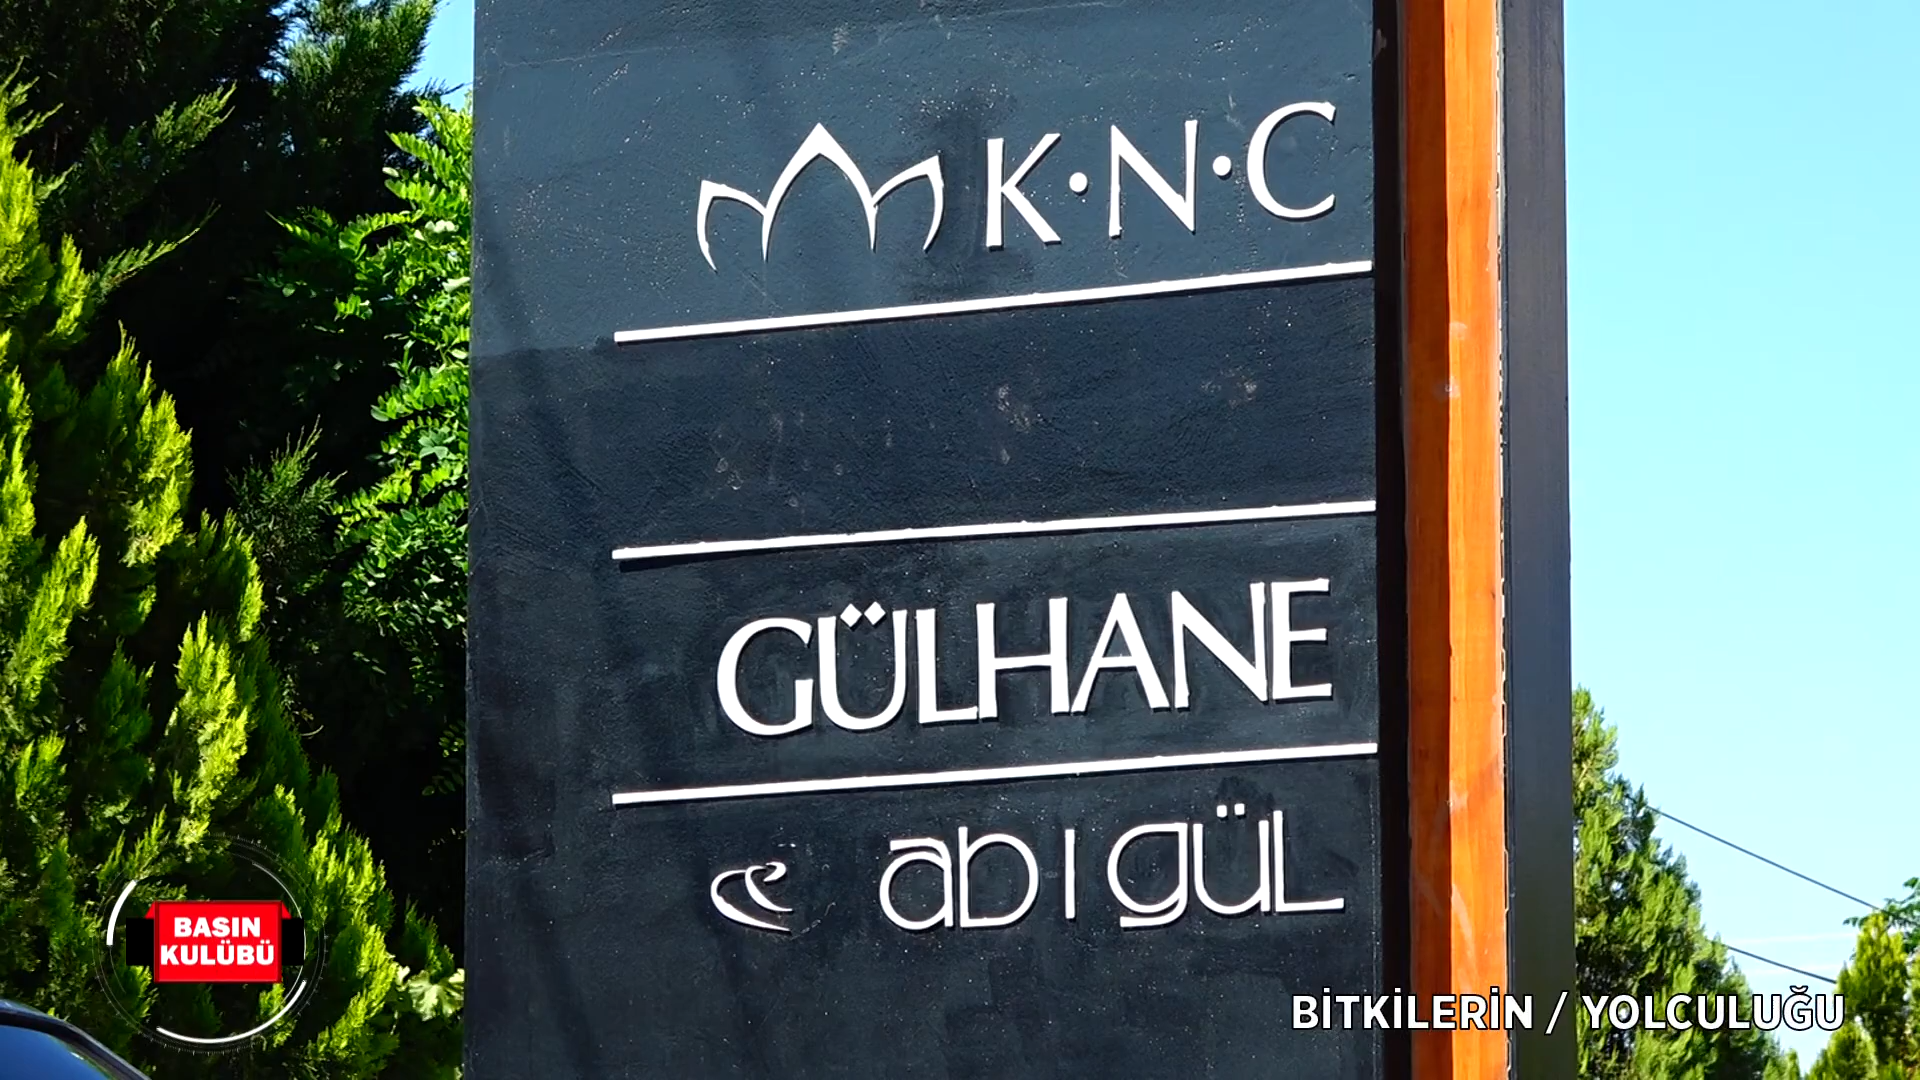 K·N·C
GÜLHANE
ab ı gül
BASIN
KULÜBÜ
BİTKİLERİN / YOLCULUĞU